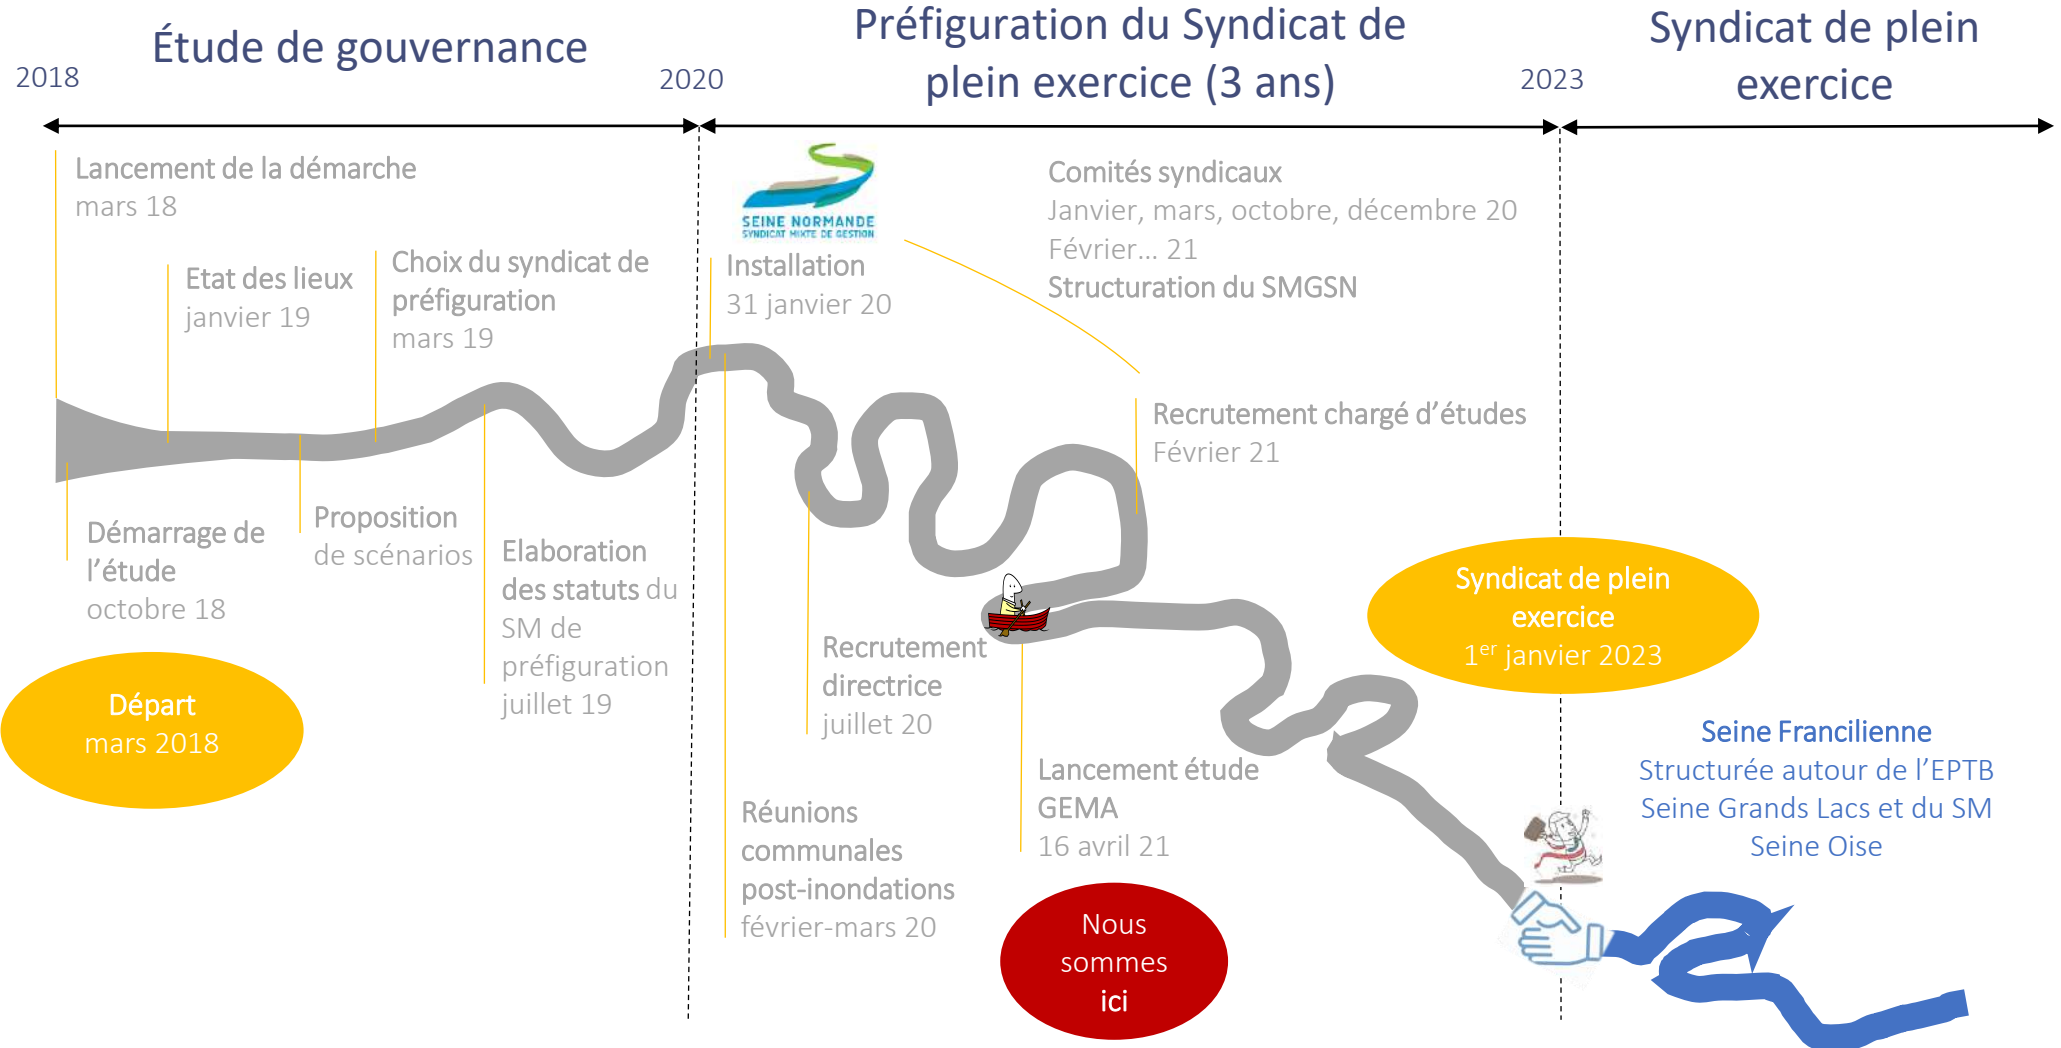 Étude de gouvernance
Préfiguration du Syndicat de
plein exercice (3 ans)
Syndicat de plein
exercice
2018
2020
2023
Lancement de la démarche
mars 18
Etat des lieux
janvier 19
Choix du syndicat de
préfiguration
mars 19
SEINE NORMANDE
SYNDICAT MIXTE DE GESTION
Installation
31 janvier 20
Comités syndicaux
Janvier, mars, octobre, décembre 20
Février... 21
Structuration du SMGSN
Recrutement chargé d'études
Février 21
Démarrage de
l'étude
octobre 18
Proposition
de scénarios
Elaboration
des statuts du
SM de
préfiguration
juillet 19
Recrutement
directrice
juillet 20
Syndicat de plein
exercice
1er janvier 2023
Départ
mars 2018
Réunions
communales
post-inondations
février-mars 20
Lancement étude
GEMA
16 avril 21
Nous
sommes
ici
Seine Francilienne
Structurée autour de l'EPTB
Seine Grands Lacs et du SM
Seine Oise